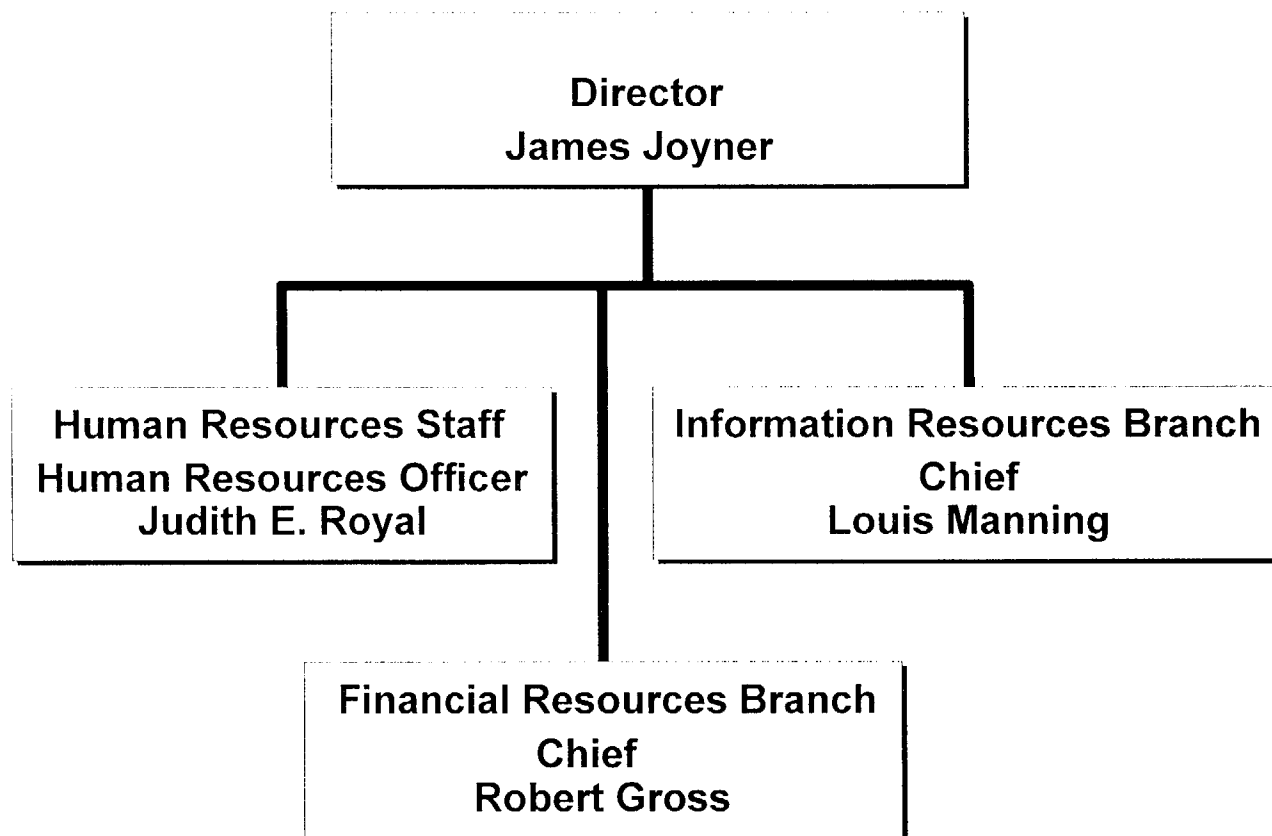 Director
James Joyner
Human Resources Staff
Human Resources Officer
Judith E. Royal
Information Resources Branch
Chief
Louis Manning
Financial Resources Branch
Chief
Robert Gross